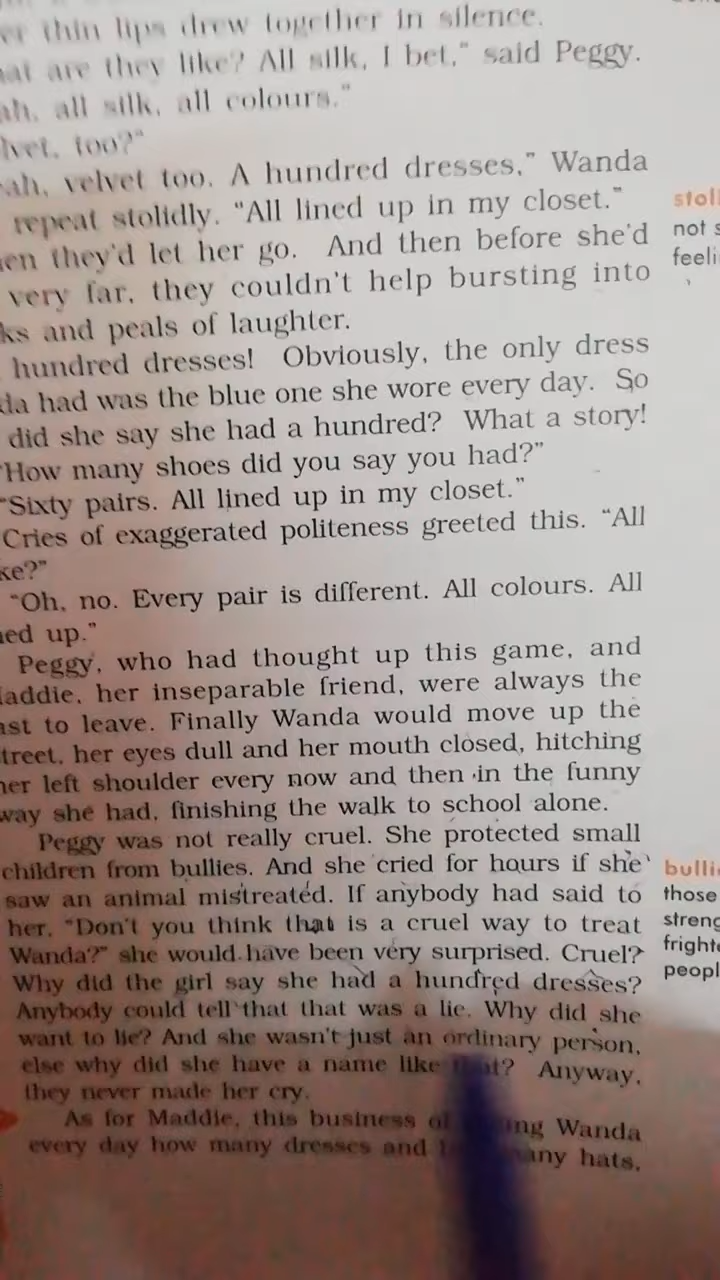 er thin lips drew together in silence.
at are they like? All silk, I bet," said Peggy.
ah, all silk, all colours."
lvet, too?"
ah, velvet too. A hundred dresses," Wanda
repeat stolidly. "All lined up in my closet."
en they'd let her go. And then before she'd
very far, they couldn't help bursting into
ks and peals of laughter.
hundred dresses! Obviously, the only dress
da had was the blue one she wore every day. So
did she say she had a hundred? What a story!
"How many shoes did you say you had?"
"Sixty pairs. All lined up in my closet."
Cries of exaggerated politeness greeted this. "All
ke?"
"Oh, no. Every pair is different. All colours. All
ned up."
Peggy, who had thought up this game, and
addie, her inseparable friend, were always the
ast to leave. Finally Wanda would move up the
treet, her eyes dull and her mouth closed, hitching
her left shoulder every now and then in the funny
way she had, finishing the walk to school alone.
Peggy was not really cruel. She protected small
children from bullies. And she cried for hours if she
saw an animal mistreated. If anybody had said to
her, "Don't you think that is a cruel way to treat
Wanda?" she would have been very surprised. Cruel?
Why did the girl say she had a hundred dresses?
Anybody could tell that that was a lie. Why did she
want to lie? And she wasn't just an ordinary person,
else why did she have a name like that? Anyway,
they never made her cry.
As for Maddie, this business of ng Wanda
every day how many dresses and any hats,
stoli
not s
feeli
bullie
those
streng
frighte
peopl